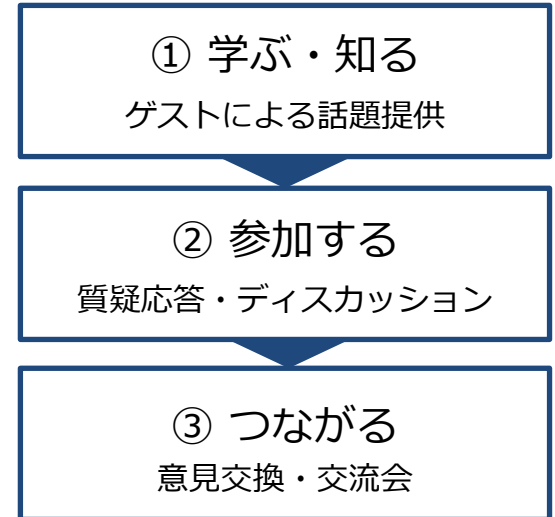 ① 学ぶ・知る
ゲストによる話題提供
② 参加する
質疑応答・ディスカッション
③ つながる
意見交換・交流会